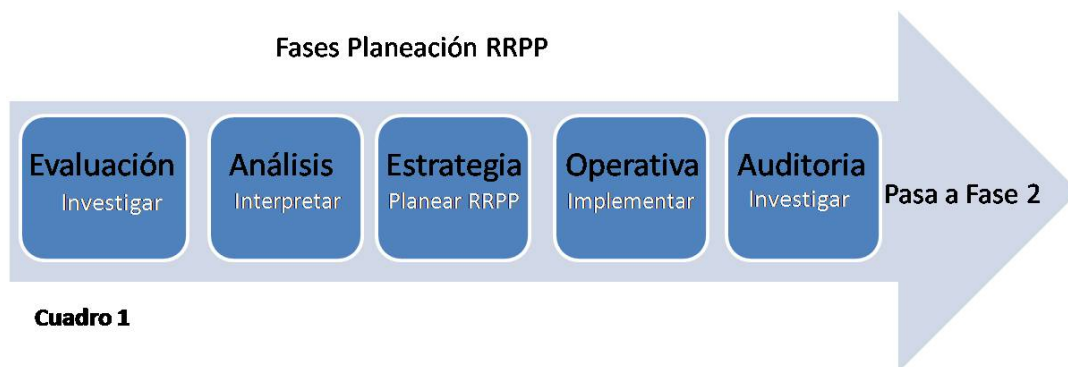 Fases Planeación RRPP
Evaluación
Investigar
Análisis
Interpretar
Estrategia
Planear RRPP
Operativa
Implementar
Auditoria
Investigar
Pasa a Fase 2
Cuadro 1